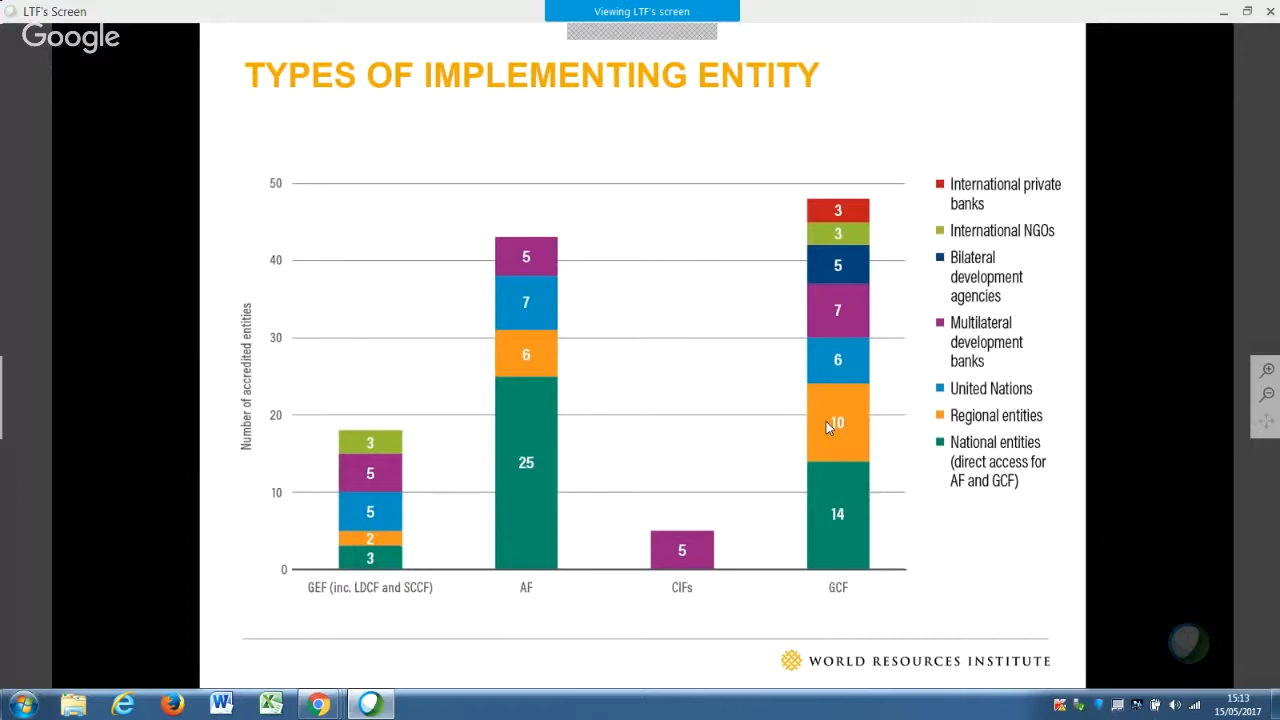 LTF's Screen
Viewing LTF's screen
Google
TYPES OF IMPLEMENTING ENTITY
50
40
30
20
10
0
Number of accredited entities
3
5
5
2
3
5
7
6
25
5
3
3
5
7
6
10
14
GEF (inc. LDCF and SCCF)
AF
CIFs
GCF
International private
banks
International NGOs
Bilateral
development
agencies
Multilateral
development
banks
United Nations
Regional entities
National entities
(direct access for
AF and GCF)
WORLD RESOURCES INSTITUTE
15:13
15/05/2017